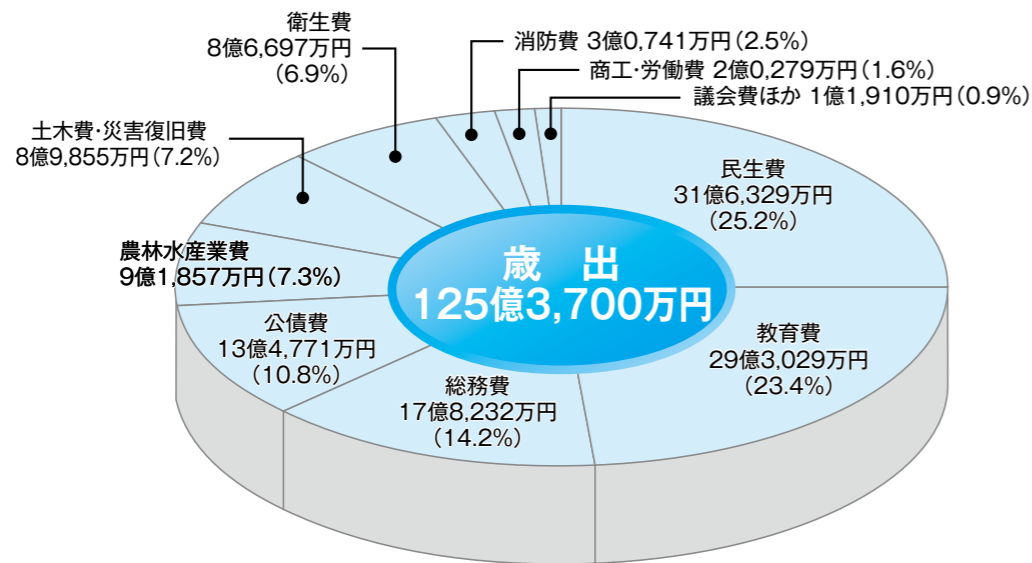 衛生費
8億6,697万円
(6.9%)
消防費 3億0,741万円(2.5%)
商工・労働費 2億0,279万円(1.6%)
議会費ほか 1億1,910万円(0.9%)
土木費・災害復旧費
8億9,855万円(7.2%)
民生費
31億6,329万円
(25.2%)
農林水産業費
9億1,857万円(7.3%)
歳 出
125億3,700万円
公債費
13億4,771万円
(10.8%)
教育費
29億3,029万円
(23.4%)
総務費
17億8,232万円
(14.2%)